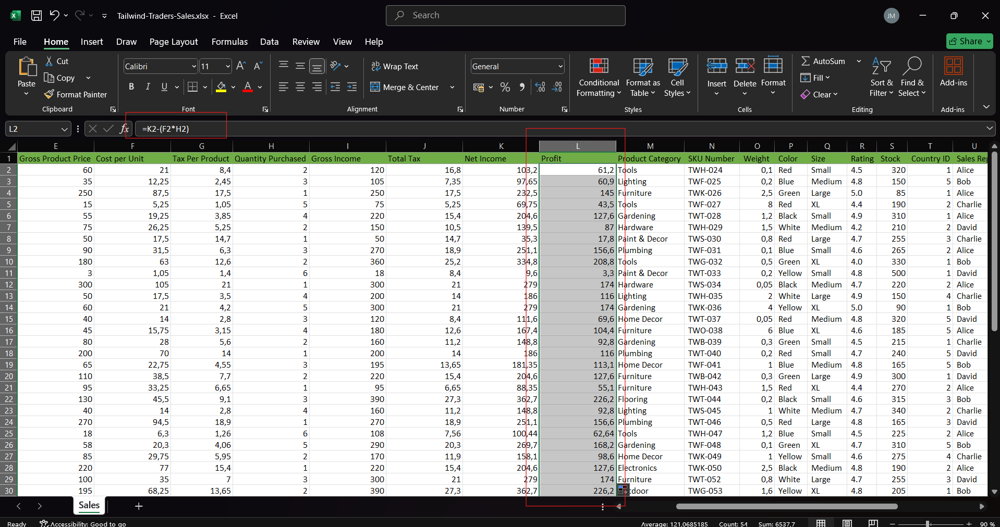 Tailwind-Traders-Sales.xlsx - Excel
Search
JM
File Home Insert Draw Page Layout Formulas Data Review View Help
Share
Paste
Cut
Copy
Format Painter
Clipboard
Calibri 11
B I U
A A
Font
ab Wrap Text
Merge & Center
Alignment
General
% , .00
Number
Conditional Formatting
Format as Table
Cell Styles
Styles
Insert Delete Format
Cells
AutoSum
Fill
Clear
Sort & Filter
Find & Select
Editing
Add-ins
Add-ins
L2 fx =K2-(F2*H2)
E F G H I J K L M N O P Q R S T U
1 Gross Product Price Cost per Unit Tax Per Product Quantity Purchased Gross Income Total Tax Net Income Profit Product Category SKU Number Weight Color Size Rating Stock Country ID Sales Re
2 60 21 8,4 2 120 16,8 103,2 61,2 Tools TWH-024 0,1 Red Small 4.5 320 1 Alice
3 35 12,25 2,45 3 105 7,35 97,65 60,9 Lighting TWF-025 0,2 Blue Medium 4.8 150 5 Bob
4 250 87,5 17,5 1 250 17,5 232,5 145 Furniture TWK-026 2,5 Green Large 5.0 85 1 Alice
5 15 5,25 1,05 5 75 5,25 69,75 43,5 Tools TWF-027 8 Red XL 4.4 190 2 Charlie
6 55 19,25 3,85 4 220 15,4 204,6 127,6 Gardening TWT-028 1,2 Black Small 4.9 310 1 Alice
7 75 26,25 5,25 2 150 10,5 139,5 87 Hardware TWH-029 1,5 White Medium 4.2 210 2 David
8 50 17,5 14,7 1 50 14,7 35,3 17,8 Paint & Decor TWS-030 0,8 Red Large 4.7 255 3 Charlie
9 90 31,5 6,3 3 270 18,9 251,1 156,6 Plumbing TWF-031 0,1 Blue Small 4.6 265 2 Alice
10 180 63 12,6 2 360 25,2 334,8 208,8 Tools TWG-032 0,5 Green XL 4.0 330 1 Bob
11 3 1,05 1,4 6 18 8,4 9,6 3,3 Paint & Decor TWT-033 0,2 Yellow Small 4.8 500 1 David
12 300 105 21 1 300 21 279 174 Hardware TWS-034 0,05 Black Medium 4.7 220 2 Alice
13 50 17,5 3,5 4 200 14 186 116 Lighting TWH-035 2 White Large 4.9 150 4 Charlie
14 60 21 4,2 5 300 21 279 174 Gardening TWK-036 4 Yellow XL 5.0 90 1 Bob
15 40 14 2,8 3 120 8,4 111,6 69,6 Home Decor TWT-037 0,05 Red Medium 4.8 320 5 David
16 45 15,75 3,15 4 180 12,6 167,4 104,4 Furniture TWO-038 6 Blue XL 4.6 185 5 Alice
17 80 28 5,6 2 160 11,2 148,8 92,8 Gardening TWB-039 0,3 Green Small 4.5 215 1 Charlie
18 200 70 14 1 200 14 186 116 Plumbing TWT-040 0,2 Red Small 4.7 240 5 David
19 65 22,75 4,55 3 195 13,65 181,35 113,1 Home Decor TWF-041 1 Blue Medium 4.8 165 5 Bob
20 110 38,5 7,7 2 220 15,4 204,6 127,6 Furniture TWB-042 0,3 Green Large 4.9 300 1 David
21 95 33,25 6,65 1 95 6,65 88,35 55,1 Furniture TWH-043 1,5 Red XL 4.4 270 2 Alice
22 130 45,5 9,1 3 390 27,3 362,7 226,2 Flooring TWT-044 0,2 Black Small 4.6 315 3 Bob
23 40 14 2,8 4 160 11,2 148,8 92,8 Lighting TWS-045 1 White Medium 4.7 340 2 Charlie
24 270 94,5 18,9 1 270 18,9 251,1 156,6 Plumbing TWT-046 0,5 Red Large 4.8 165 3 David
25 18 6,3 1,26 6 108 7,56 100,44 62,64 Tools TWH-047 1,2 Blue Small 4.5 225 2 Alice
26 58 20,3 4,06 5 290 20,3 269,7 168,2 Gardening TWF-048 0,1 Green XL 4.7 310 5 Bob
27 85 29,75 5,95 2 170 11,9 158,1 98,6 Home Decor TWK-049 1 Yellow Small 4.6 275 4 Charlie
28 220 77 15,4 1 220 15,4 204,6 127,6 Electronics TWK-050 2,5 Black Medium 4.8 190 2 Alice
29 100 35 7 3 300 21 279 174 Furniture TWT-052 0,8 White Large 4.7 255 3 David
30 195 68,25 13,65 2 390 27,3 362,7 226,2 door TWG-053 1,6 Yellow XL 4.8 205 1 Bob
Sales
Ready Accessibility: Good to go Average: 121,0685185 Count: 54 Sum: 6537,7 90 %